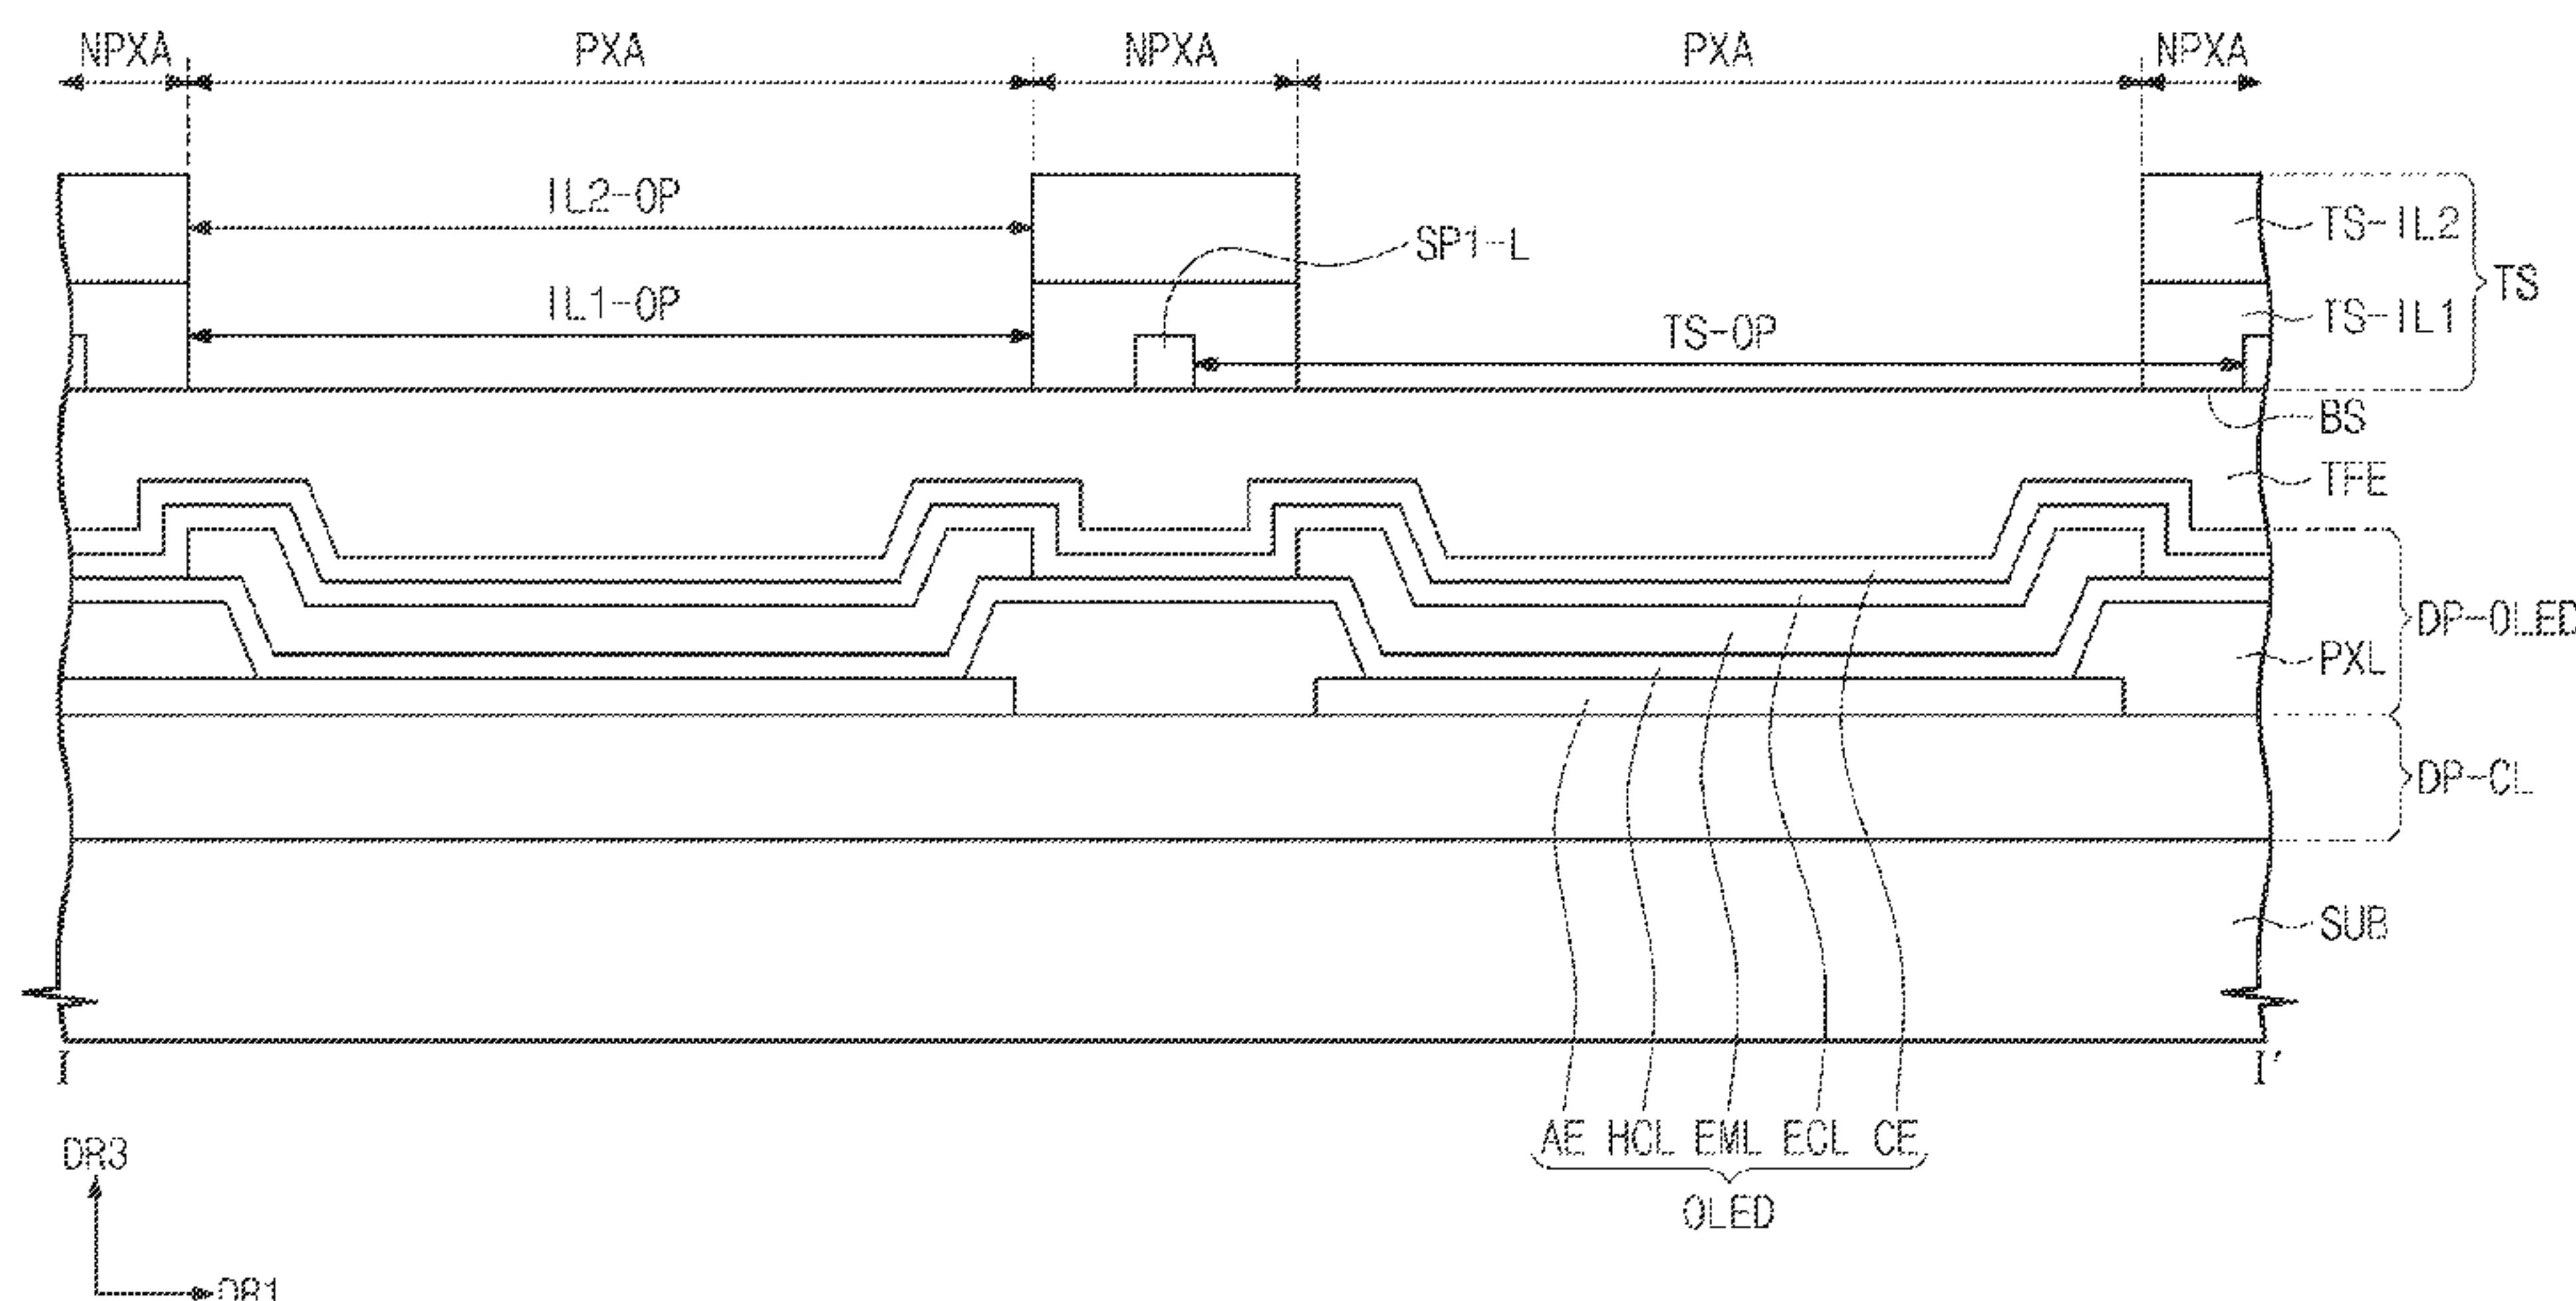 NPXA PXA NPXA PXA NPXA
IL2-OP
SP1-L
TS-IL2
TS
IL1-OP
TS-OP
TS-IL1
BS
TFE
DP-OLED
PXL
DP-CL
SUB
I I'
AE HCL EML ECL CE
OLED
DR3
DR1